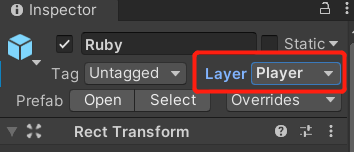 Inspector
Ruby Static
Tag Untagged Layer Player
Prefab Open Select Overrides
Rect Transform